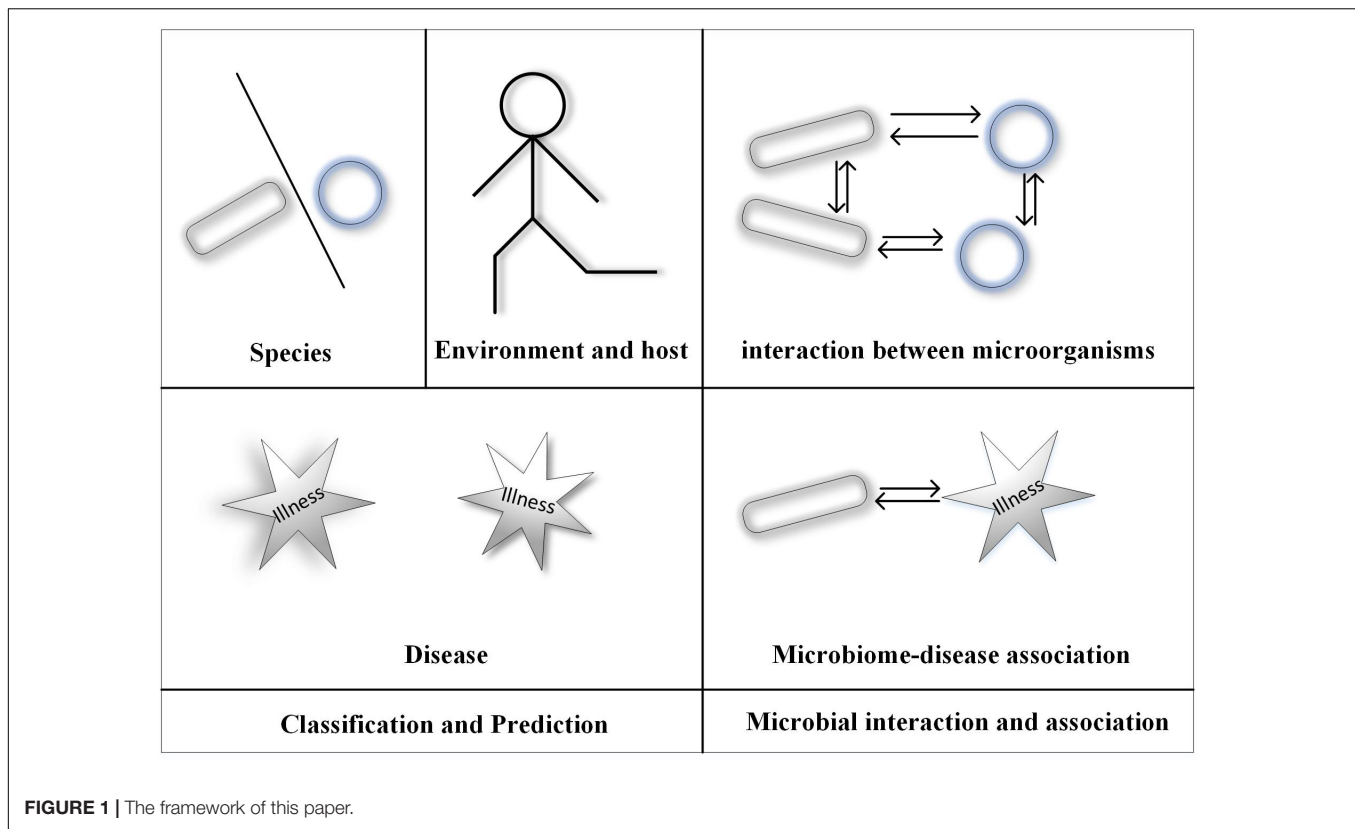 Species
Environment and host
interaction between microorganisms
Illness
Illness
Illness
Disease
Microbiome-disease association
Classification and Prediction
Microbial interaction and association
FIGURE 1 | The framework of this paper.